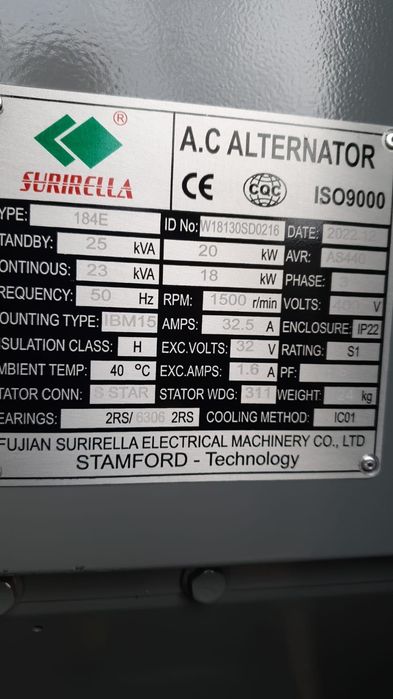 ®
SURIRELLA
A.C ALTERNATOR
CE CQC ISO9000
YPE: 184E ID No: W18130SD0216 DATE: 2022.12
TANDBY: 25 kVA 20 kW AVR: AS440
ONTINOUS: 23 kVA 18 kW PHASE: 3
REQUENCY: 50 Hz RPM: 1500 r/min VOLTS: 400 V
OUNTING TYPE: IBM15 AMPS: 32.5 A ENCLOSURE: IP22
SULATION CLASS: H EXC.VOLTS: 32 V RATING: S1
MBIENT TEMP: 40 °C EXC.AMPS: 1.6 A PF:
TATOR CONN: S STAR STATOR WDG: 311 WEIGHT: kg
EARINGS: 2RS/ 6306 2RS COOLING METHOD: IC01
FUJIAN SURIRELLA ELECTRICAL MACHINERY CO., LTD
STAMFORD - Technology